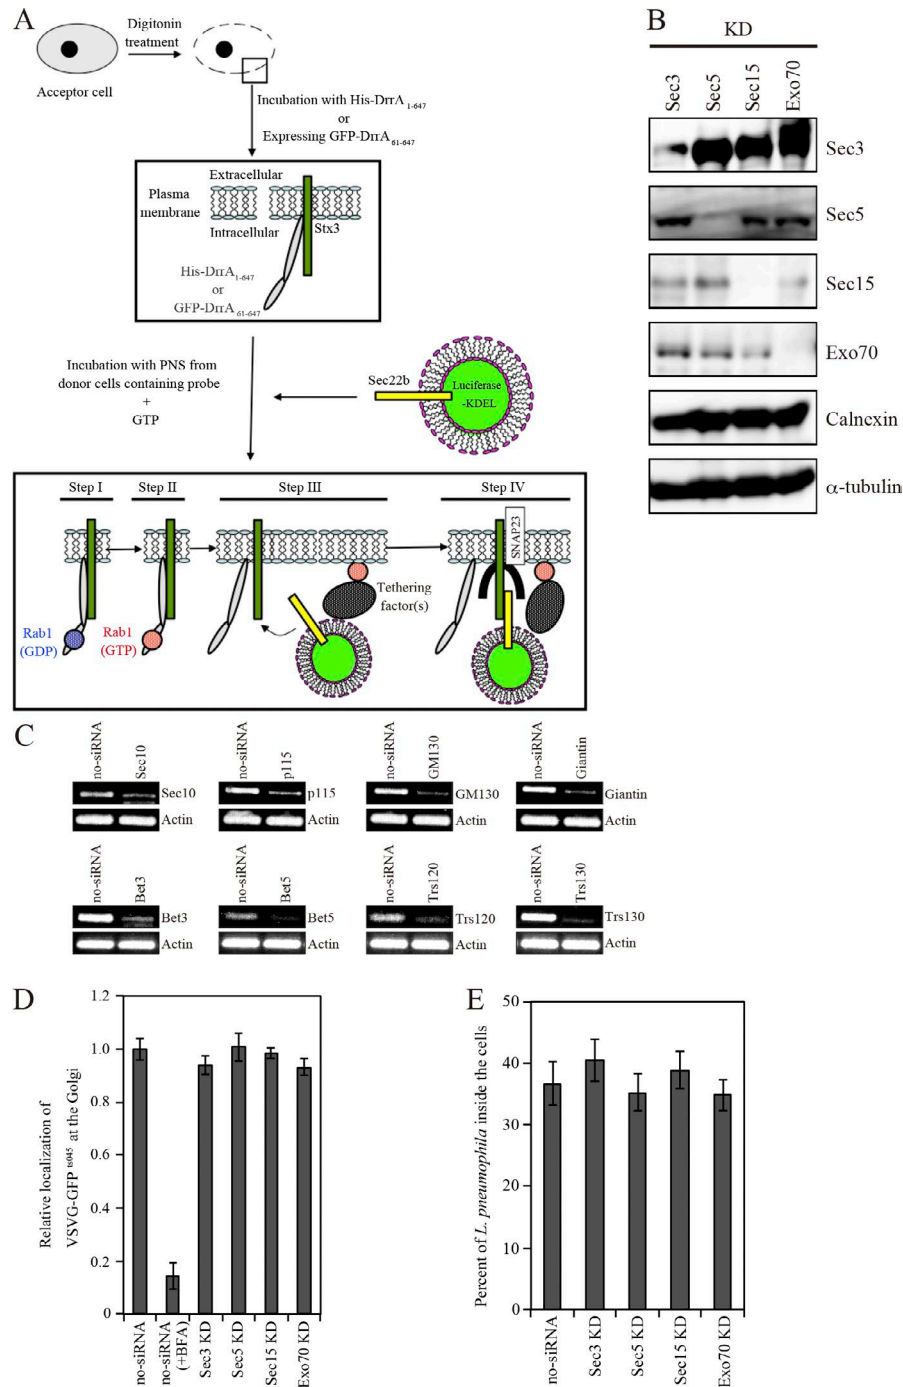 A
Digitonin
treatment
Acceptor cell
Incubation with His-DrrA1-647
or
Expressing GFP-DrrA61-647
Extracellular
Plasma
membrane
Intracellular
Stx3
His-DrrA1-647
or
GFP-DrrA61-647
Incubation with PNS from
donor cells containing probe
+
GTP
Sec22b
Luciferase
-KDEL
Step I
Step II
Step III
Step IV
SNAP23
Tethering
factor(s)
Rab1
(GDP)
Rab1
(GTP)
B
KD
Sec3
Sec5
Sec15
Exo70
Sec3
Sec5
Sec15
Exo70
Calnexin
α-tubulin
C
no-siRNA
Sec10
Sec10
Actin
no-siRNA
p115
p115
Actin
no-siRNA
GM130
GM130
Actin
no-siRNA
Giantin
Giantin
Actin
no-siRNA
Bet3
Bet3
Actin
no-siRNA
Bet5
Bet5
Actin
no-siRNA
Trs120
Trs120
Actin
no-siRNA
Trs130
Trs130
Actin
D
Relative localization of
VSVG-GFP ts045 at the Golgi
1.2
1.0
0.8
0.6
0.4
0.2
0
no-siRNA
no-siRNA
(+BFA)
Sec3 KD
Sec5 KD
Sec15 KD
Exo70 KD
E
Percent of L. pneumophila inside the cells
50
40
30
20
10
0
no-siRNA
Sec3 KD
Sec5 KD
Sec15 KD
Exo70 KD